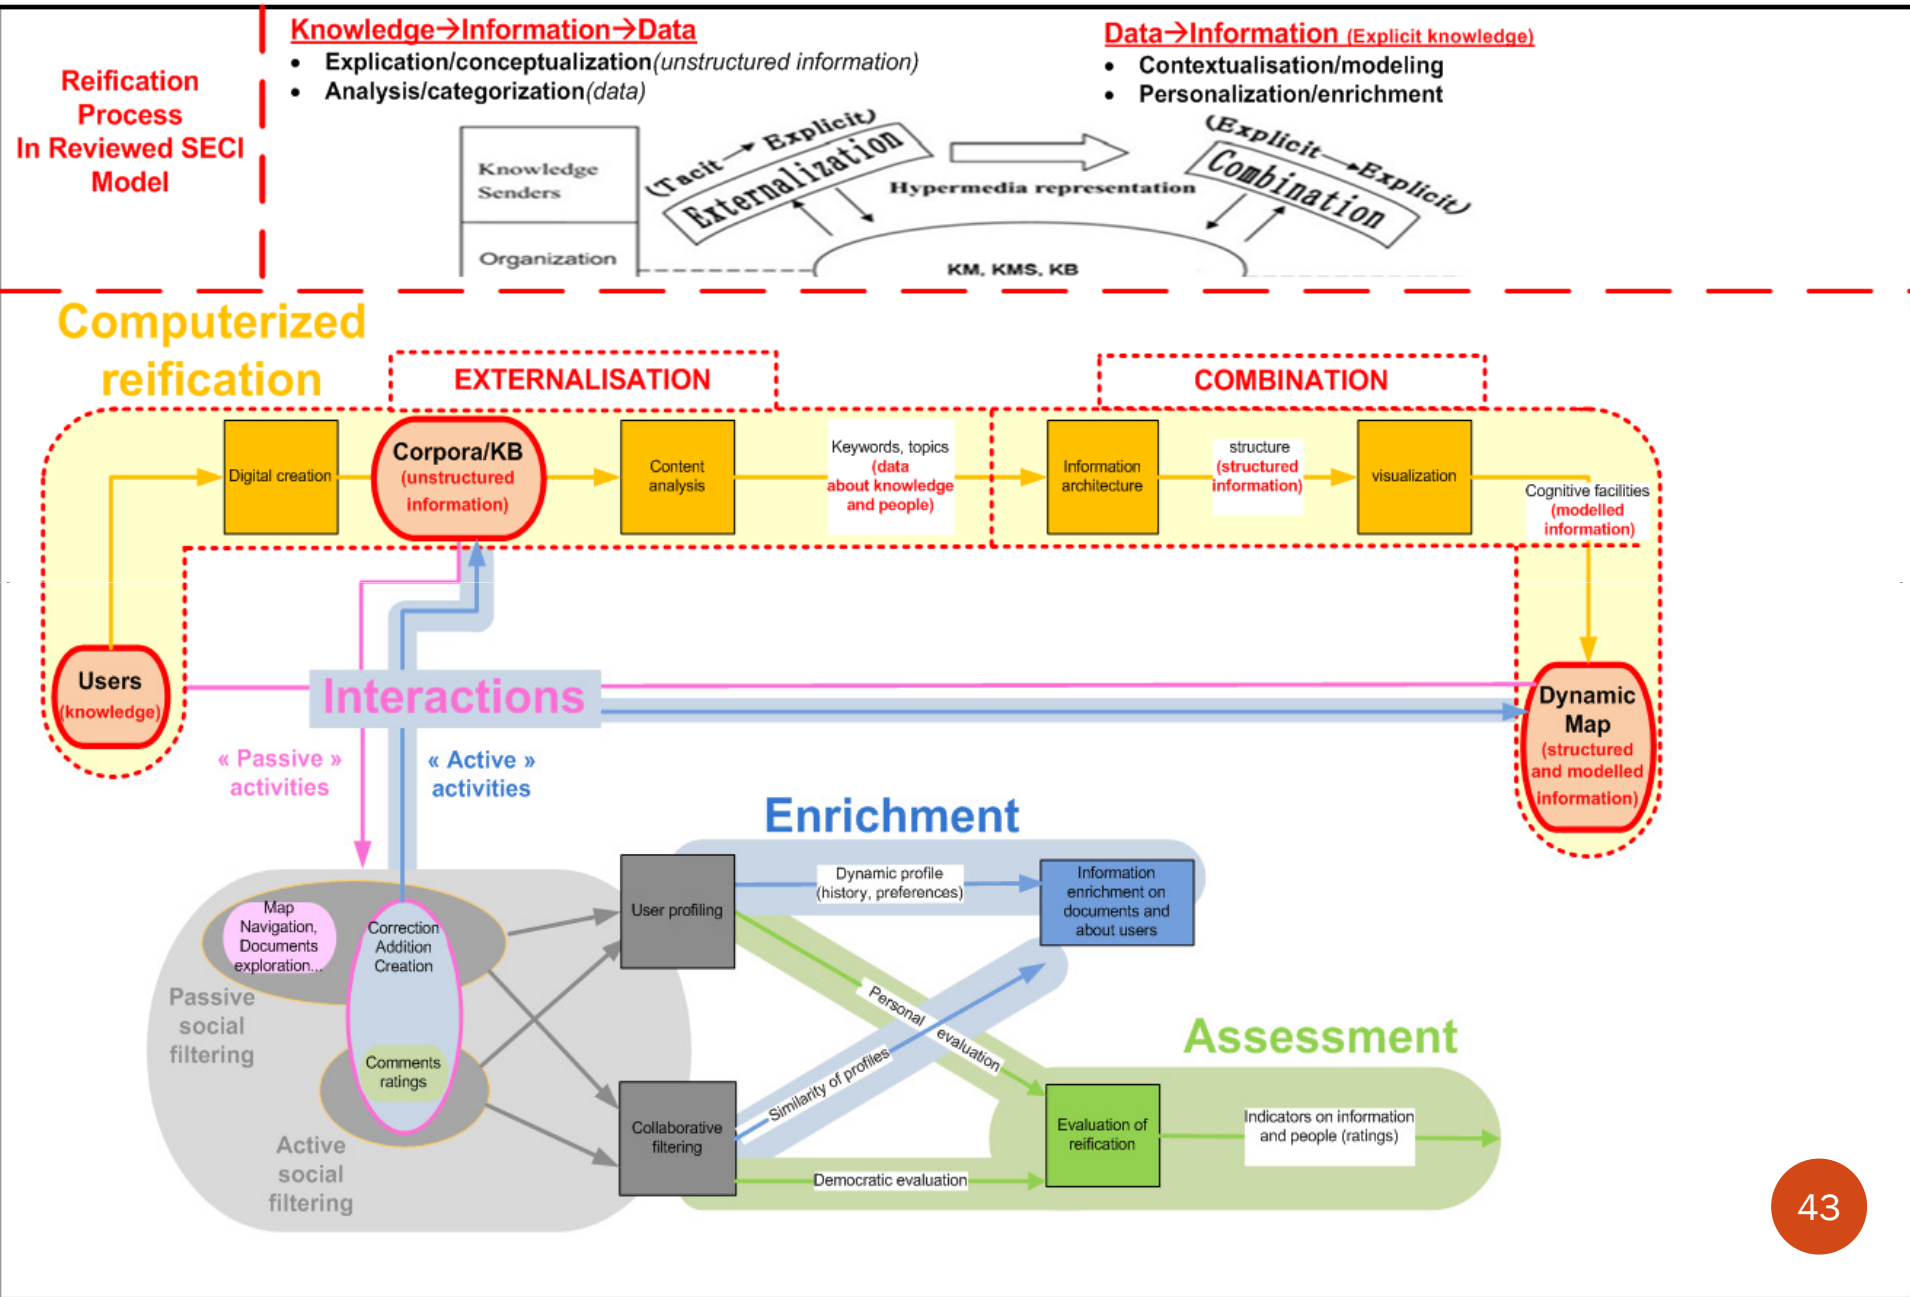 Reification
Process
In Reviewed SECI
Model
Knowledge→Information→Data
• Explication/conceptualization(unstructured information)
• Analysis/categorization(data)
Data→Information (Explicit knowledge)
• Contextualisation/modeling
• Personalization/enrichment
Knowledge
Senders
Organization
(Tacit → Explicit)
Externalization
Hypermedia representation
(Explicit→Explicit)
Combination
KM, KMS, KB
Computerized
reification
EXTERNALISATION
COMBINATION
Digital creation
Corpora/KB
(unstructured
information)
Content
analysis
Keywords, topics
(data
about knowledge
and people)
Information
architecture
structure
(structured
information)
visualization
Cognitive facilities
(modelled
information)
Users
(knowledge)
Interactions
Dynamic
Map
(structured
and modelled
information)
« Passive »
activities
« Active »
activities
Enrichment
Map
Navigation,
Documents
exploration...
Correction
Addition
Creation
Passive
social
filtering
Comments
ratings
Active
social
filtering
User profiling
Dynamic profile
(history, preferences)
Information
enrichment on
documents and
about users
Personal evaluation
Similarity of profiles
Collaborative
filtering
Democratic evaluation
Assessment
Evaluation of
reification
Indicators on information
and people (ratings)
43